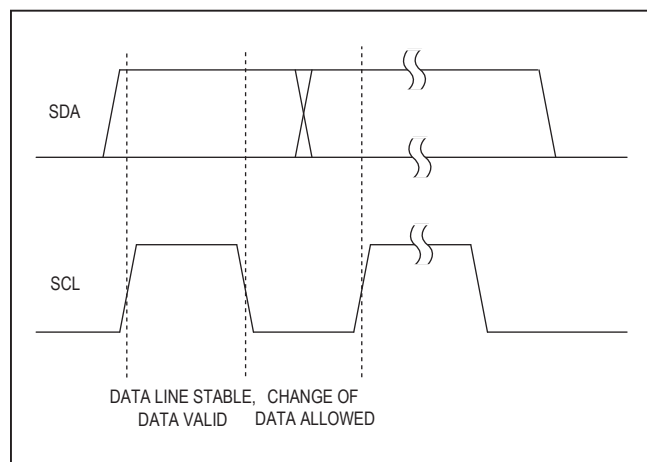 SDA
SCL
DATA LINE STABLE,
DATA VALID
CHANGE OF
DATA ALLOWED